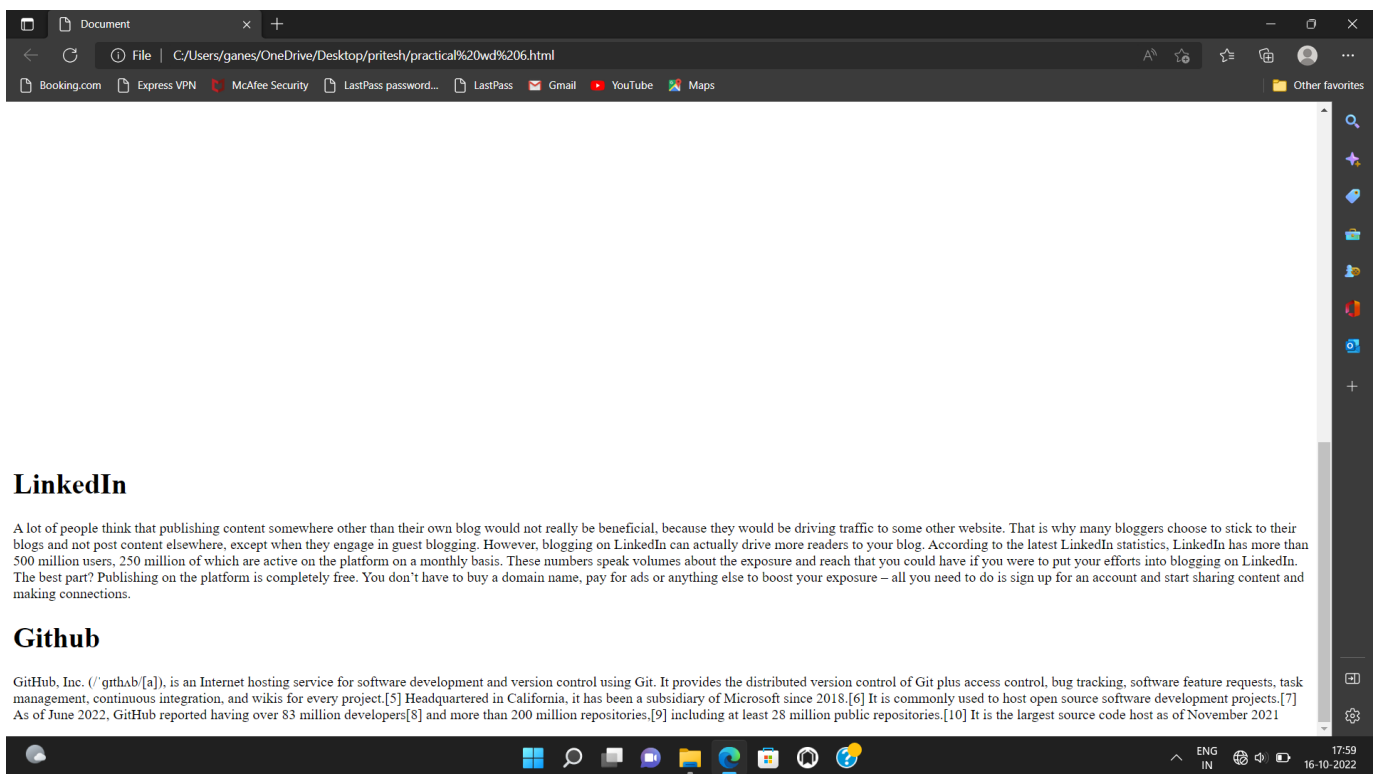 Document
File | C:/Users/ganes/OneDrive/Desktop/pritesh/practical%20wd%206.html
Booking.com Express VPN McAfee Security LastPass password... LastPass Gmail YouTube Maps Other favorites
LinkedIn
A lot of people think that publishing content somewhere other than their own blog would not really be beneficial, because they would be driving traffic to some other website. That is why many bloggers choose to stick to their
blogs and not post content elsewhere, except when they engage in guest blogging. However, blogging on LinkedIn can actually drive more readers to your blog. According to the latest LinkedIn statistics, LinkedIn has more than
500 million users, 250 million of which are active on the platform on a monthly basis. These numbers speak volumes about the exposure and reach that you could have if you were to put your efforts into blogging on LinkedIn.
The best part? Publishing on the platform is completely free. You don’t have to buy a domain name, pay for ads or anything else to boost your exposure – all you need to do is sign up for an account and start sharing content and
making connections.
Github
GitHub, Inc. (/ˈɡɪthʌb/[a]), is an Internet hosting service for software development and version control using Git. It provides the distributed version control of Git plus access control, bug tracking, software feature requests, task
management, continuous integration, and wikis for every project.[5] Headquartered in California, it has been a subsidiary of Microsoft since 2018.[6] It is commonly used to host open source software development projects.[7]
As of June 2022, GitHub reported having over 83 million developers[8] and more than 200 million repositories,[9] including at least 28 million public repositories.[10] It is the largest source code host as of November 2021
ENG 17:59
IN 16-10-2022